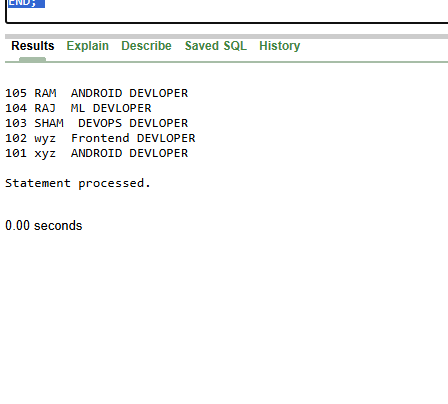 END;
Results Explain Describe Saved SQL History
105 RAM  ANDROID DEVLOPER
104 RAJ  ML DEVLOPER
103 SHAM  DEVOPS DEVLOPER
102 wyz  Frontend DEVLOPER
101 xyz  ANDROID DEVLOPER
Statement processed.
0.00 seconds